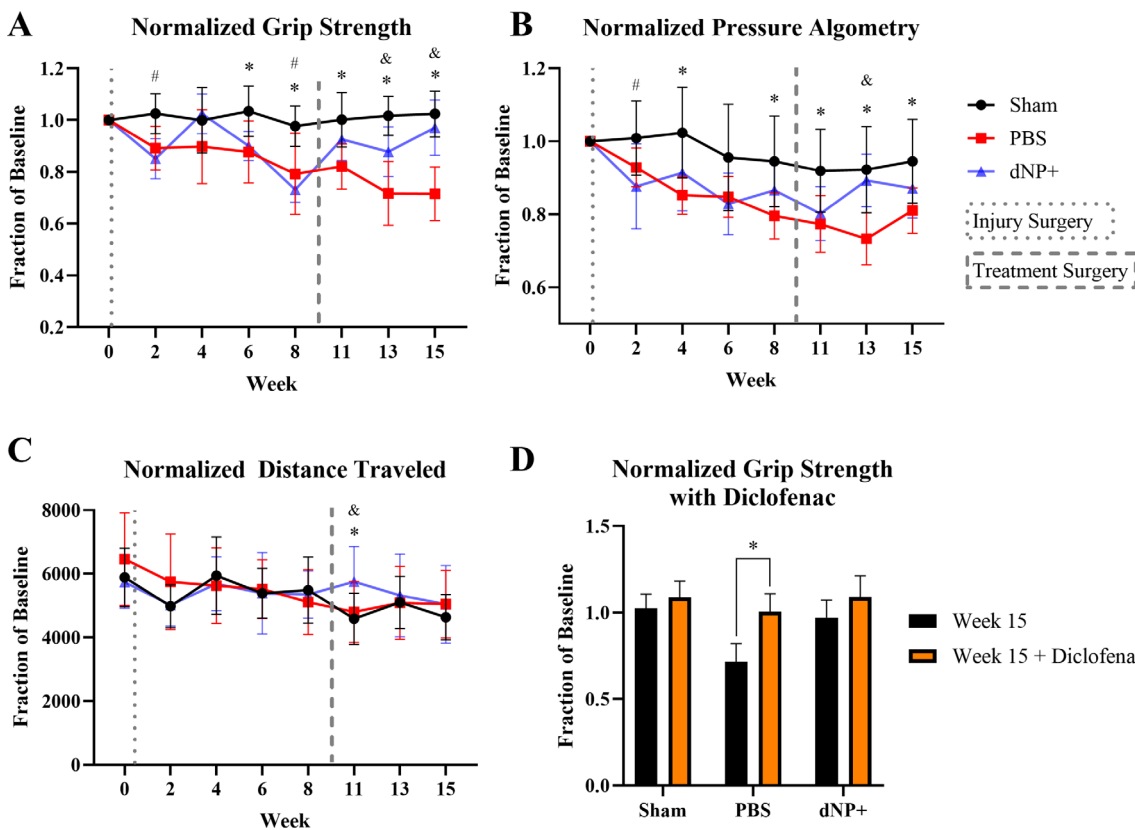 A
Normalized Grip Strength
# * # * * & * & *
1.2
1.0
0.8
0.6
0.4
0.2
Fraction of Baseline
0 2 4 6 8 11 13 15
Week
B
Normalized Pressure Algometry
# * * * & * *
1.2
1.0
0.8
0.6
Fraction of Baseline
0 2 4 6 8 11 13 15
Week
Sham
PBS
dNP+
Injury Surgery
Treatment Surgery
C
Normalized Distance Traveled
& *
8000
6000
4000
2000
0
Fraction of Baseline
0 2 4 6 8 11 13 15
Week
D
Normalized Grip Strength
with Diclofenac
*
1.5
1.0
0.5
0.0
Fraction of Baseline
Sham PBS dNP+
Week 15
Week 15 + Diclofena